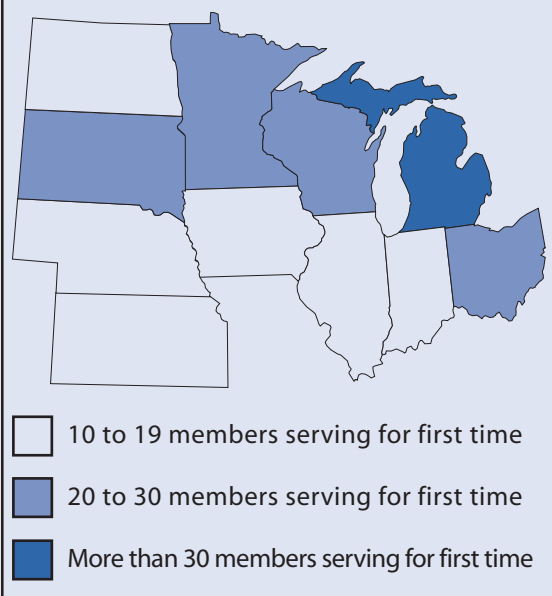 10 to 19 members serving for first time
20 to 30 members serving for first time
More than 30 members serving for first time